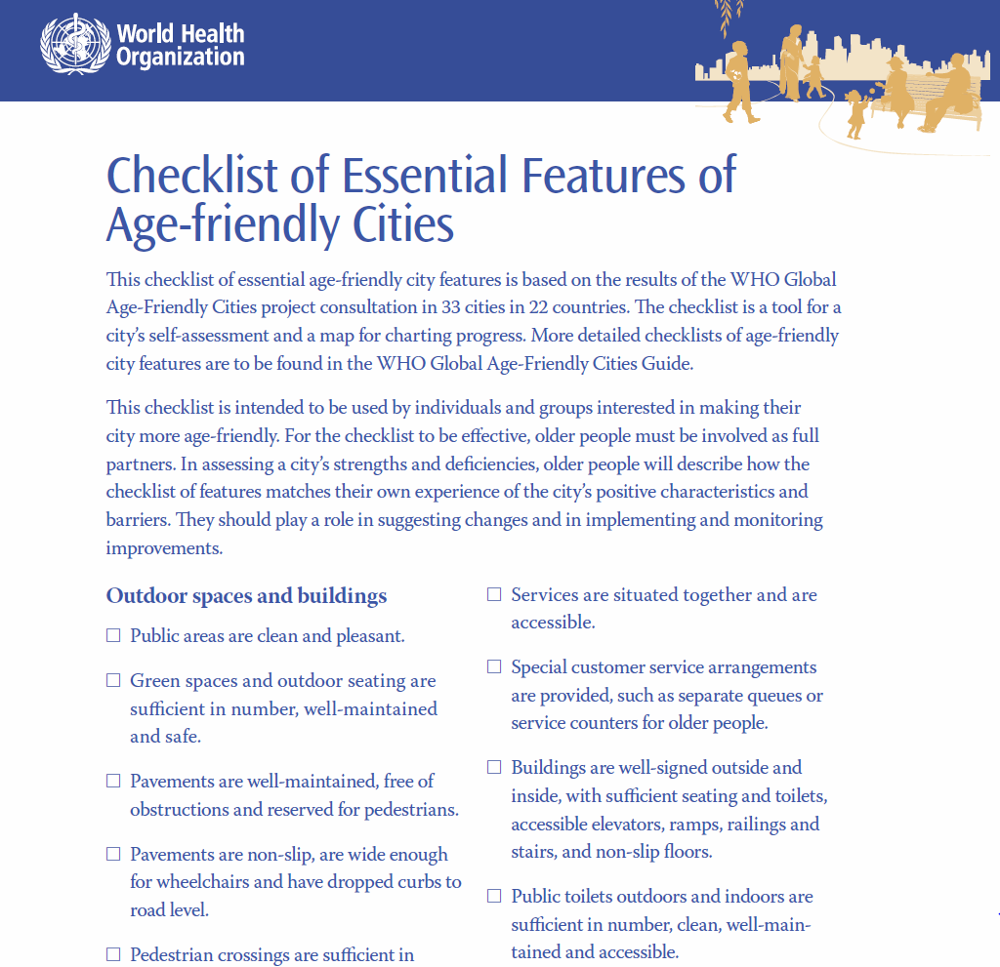 World Health
Organization
Checklist of Essential Features of
Age-friendly Cities
This checklist of essential age-friendly city features is based on the results of the WHO Global
Age-Friendly Cities project consultation in 33 cities in 22 countries. The checklist is a tool for a
city’s self-assessment and a map for charting progress. More detailed checklists of age-friendly
city features are to be found in the WHO Global Age-Friendly Cities Guide.
This checklist is intended to be used by individuals and groups interested in making their
city more age-friendly. For the checklist to be effective, older people must be involved as full
partners. In assessing a city’s strengths and deficiencies, older people will describe how the
checklist of features matches their own experience of the city’s positive characteristics and
barriers. They should play a role in suggesting changes and in implementing and monitoring
improvements.
Outdoor spaces and buildings
□ Public areas are clean and pleasant.
□ Green spaces and outdoor seating are
sufficient in number, well-maintained
and safe.
□ Pavements are well-maintained, free of
obstructions and reserved for pedestrians.
□ Pavements are non-slip, are wide enough
for wheelchairs and have dropped curbs to
road level.
□ Pedestrian crossings are sufficient in
□ Services are situated together and are
accessible.
□ Special customer service arrangements
are provided, such as separate queues or
service counters for older people.
□ Buildings are well-signed outside and
inside, with sufficient seating and toilets,
accessible elevators, ramps, railings and
stairs, and non-slip floors.
□ Public toilets outdoors and indoors are
sufficient in number, clean, well-main-
tained and accessible.